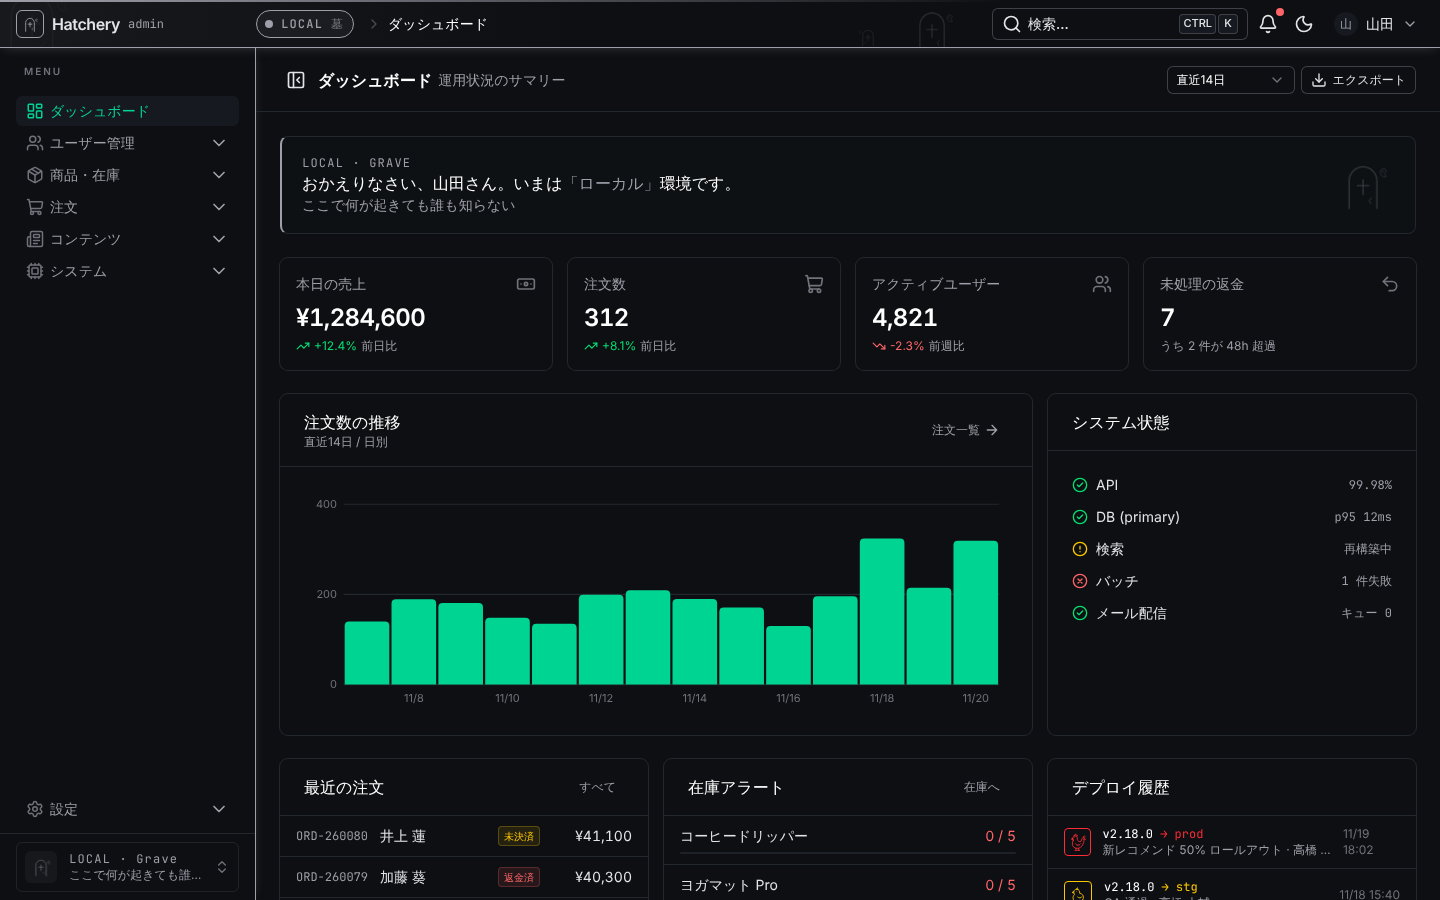 Hatchery admin
LOCAL 墓
ダッシュボード
検索...
CTRL K
山 山田
MENU
ダッシュボード
ユーザー管理
商品・在庫
注文
コンテンツ
システム
設定
LOCAL · Grave
ここで何が起きても誰...
ダッシュボード 運用状況のサマリー
直近14日
エクスポート
LOCAL · GRAVE
おかえりなさい、山田さん。いまは「ローカル」環境です。
ここで何が起きても誰も知らない
本日の売上
¥1,284,600
+12.4% 前日比
注文数
312
+8.1% 前日比
アクティブユーザー
4,821
-2.3% 前週比
未処理の返金
7
うち 2 件が 48h 超過
注文数の推移
直近14日 / 日別
注文一覧
400
200
0
11/8 11/10 11/12 11/14 11/16 11/18 11/20
システム状態
API 99.98%
DB (primary) p95 12ms
検索 再構築中
バッチ 1 件失敗
メール配信 キュー 0
最近の注文 すべて
ORD-260080 井上 蓮 未決済 ¥41,100
ORD-260079 加藤 葵 返金済 ¥40,300
在庫アラート 在庫へ
コーヒードリッパー 0 / 5
ヨガマット Pro 0 / 5
デプロイ履歴
v2.18.0 → prod 11/19
新レコメンド 50% ロールアウト · 高橋 ... 18:02
v2.18.0 → stg
11/18 15:40